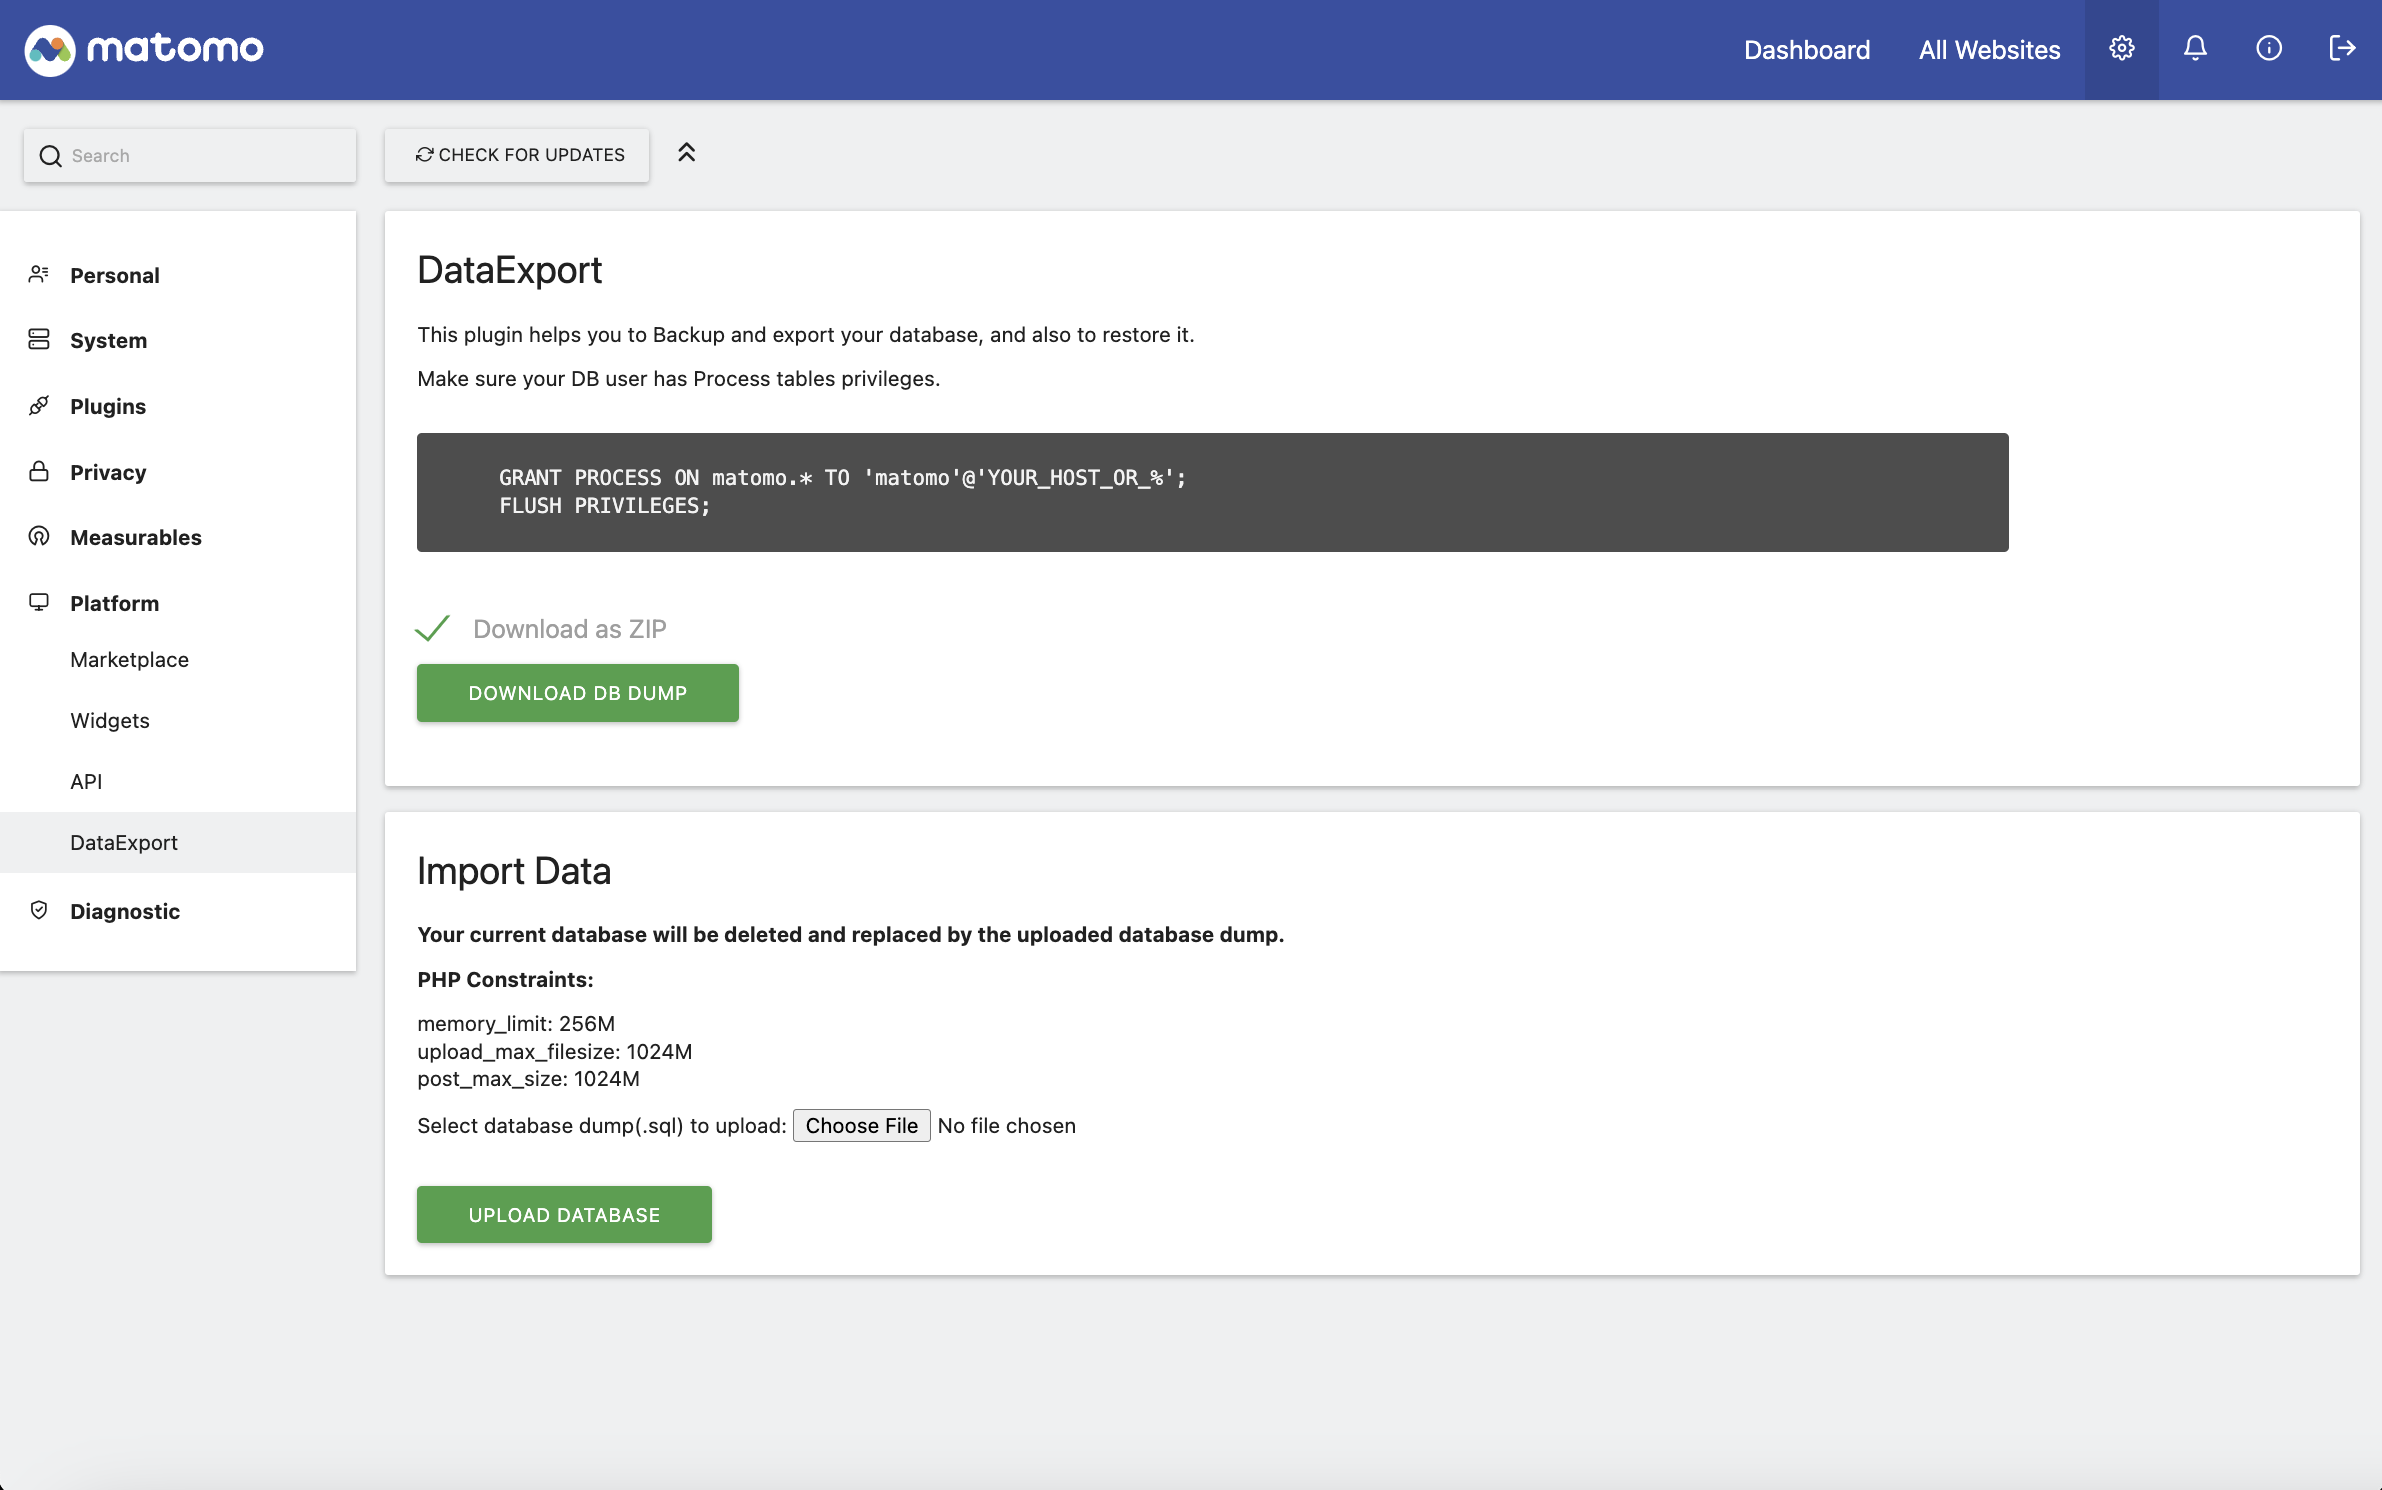 matomo
Dashboard
All Websites
Search
CHECK FOR UPDATES
Personal
System
Plugins
Privacy
Measurables
Platform
Marketplace
Widgets
API
DataExport
Diagnostic
DataExport
This plugin helps you to Backup and export your database, and also to restore it.
Make sure your DB user has Process tables privileges.
GRANT PROCESS ON matomo.* TO 'matomo'@'YOUR_HOST_OR_%';
FLUSH PRIVILEGES;
Download as ZIP
DOWNLOAD DB DUMP
Import Data
Your current database will be deleted and replaced by the uploaded database dump.
PHP Constraints:
memory_limit: 256M
upload_max_filesize: 1024M
post_max_size: 1024M
Select database dump(.sql) to upload: Choose File No file chosen
UPLOAD DATABASE